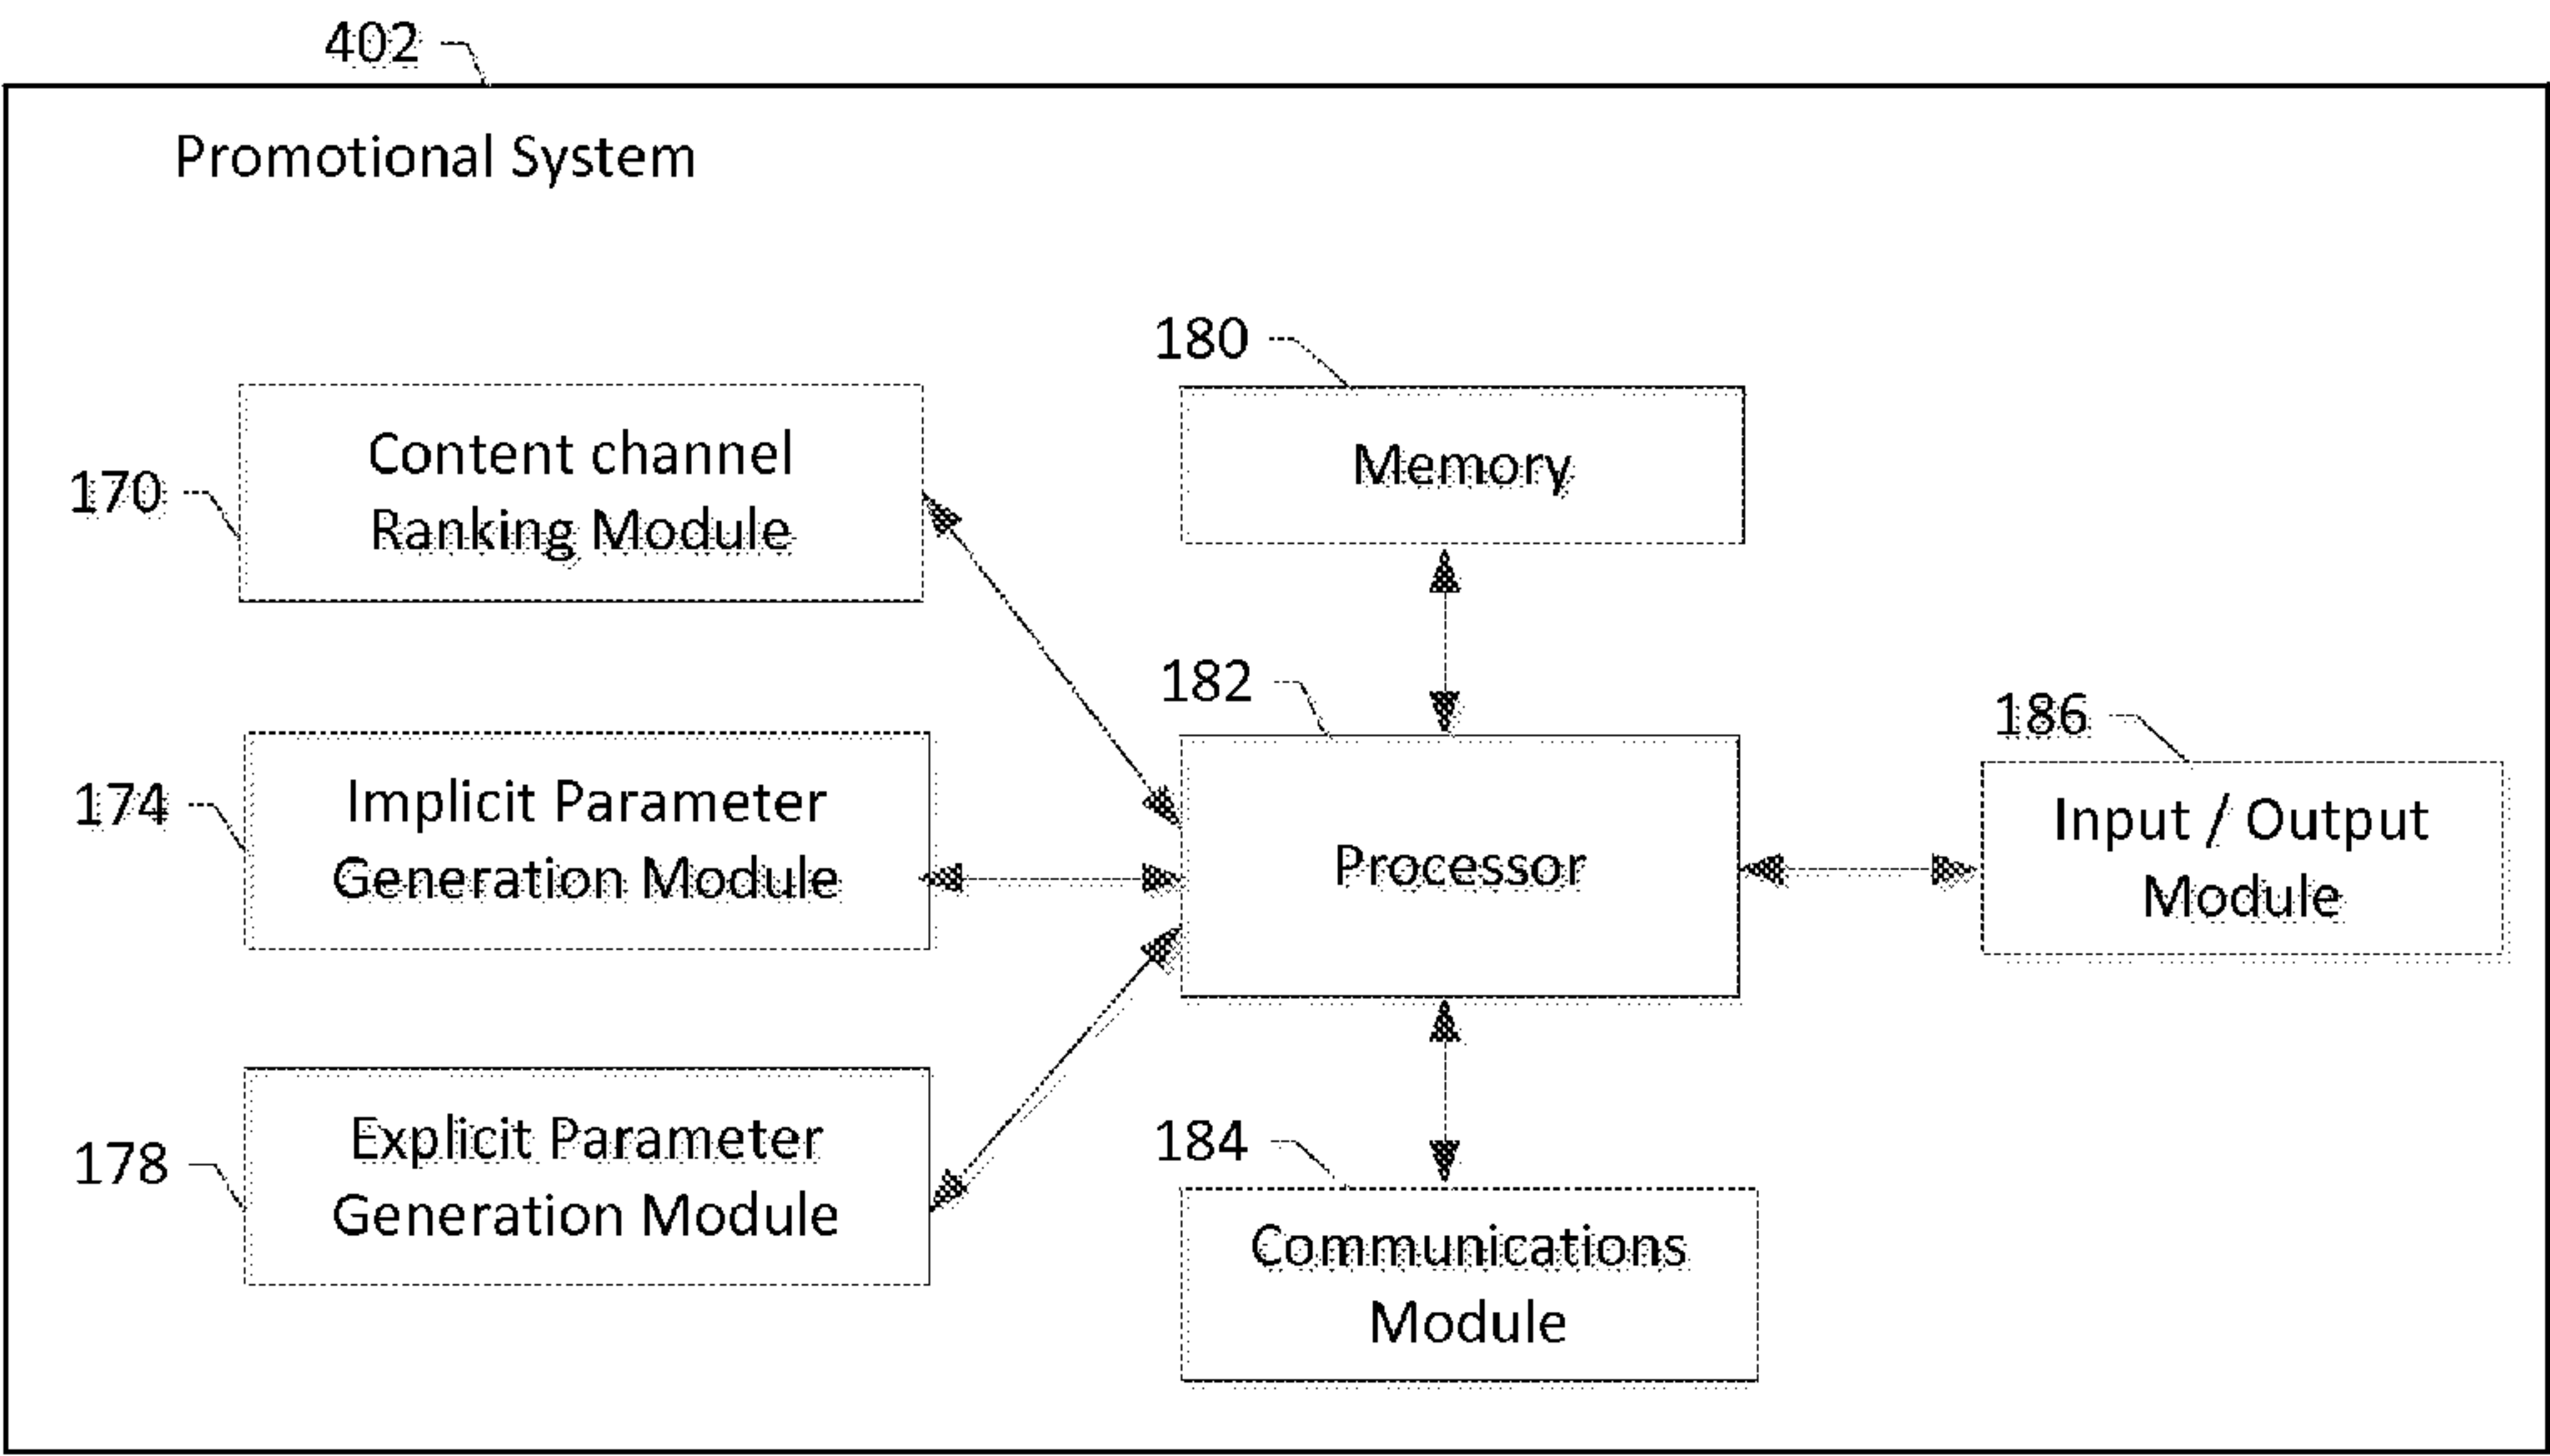 402
Promotional System
170
Content channel
Ranking Module
180
Memory
174
Implicit Parameter
Generation Module
182
Processor
186
Input / Output
Module
178
Explicit Parameter
Generation Module
184
Communications
Module